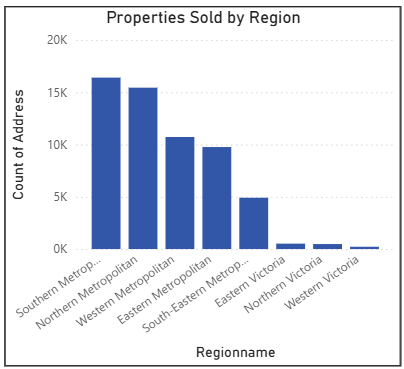 Properties Sold by Region
20K
15K
10K
5K
0K
Count of Address
Southern Metrop...
Northern Metropolitan
Western Metropolitan
Eastern Metropolitan
South-Eastern Metrop...
Eastern Victoria
Northern Victoria
Western Victoria
Regionname